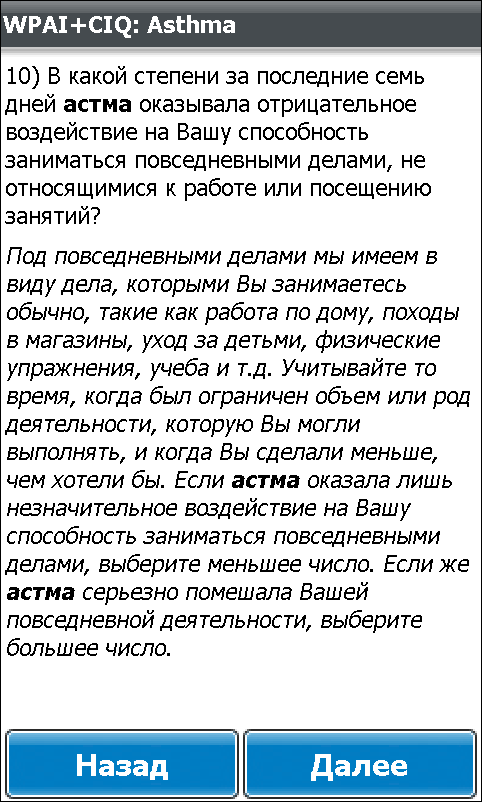 WPAI+CIQ: Asthma
10) В какой степени за последние семь
дней астма оказывала отрицательное
воздействие на Вашу способность
заниматься повседневными делами, не
относящимися к работе или посещению
занятий?
Под повседневными делами мы имеем в
виду дела, которыми Вы занимаетесь
обычно, такие как работа по дому, походы
в магазины, уход за детьми, физические
упражнения, учеба и т.д. Учитывайте то
время, когда был ограничен объем или род
деятельности, которую Вы могли
выполнять, и когда Вы сделали меньше,
чем хотели бы. Если астма оказала лишь
незначительное воздействие на Вашу
способность заниматься повседневными
делами, выберите меньшее число. Если же
астма серьезно помешала Вашей
повседневной деятельности, выберите
большее число.
Назад
Далее